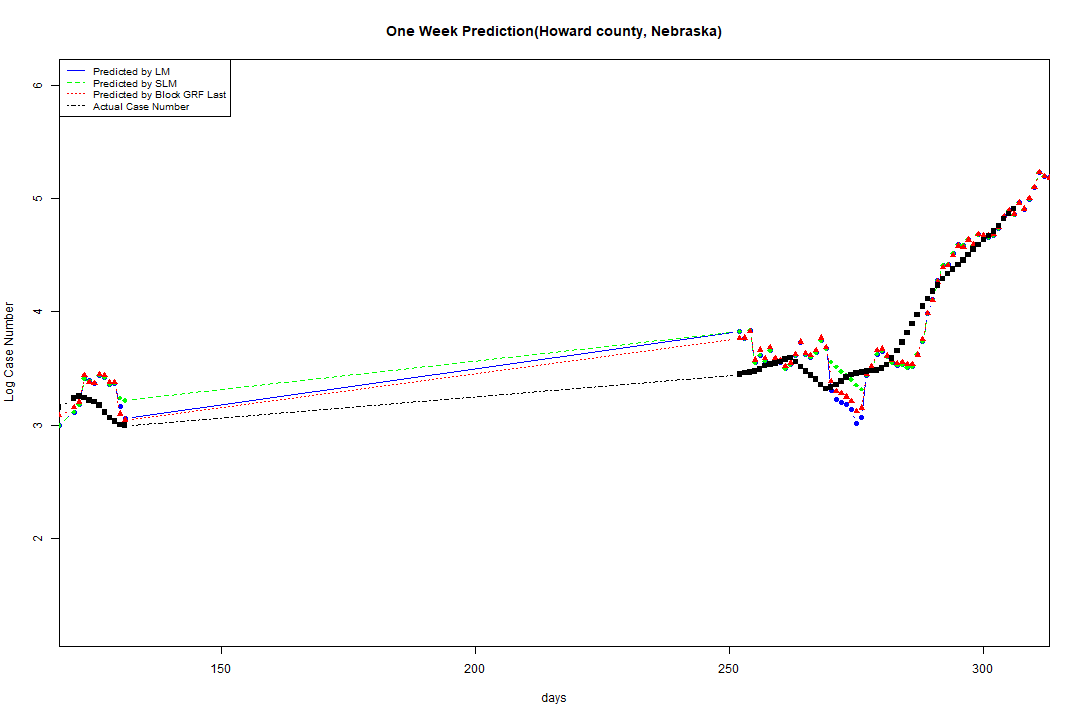 One Week Prediction(Howard county, Nebraska)
Predicted by LM
Predicted by SLM
Predicted by Block GRF Last
Actual Case Number
6
5
4
3
2
Log Case Number
150
200
250
300
days